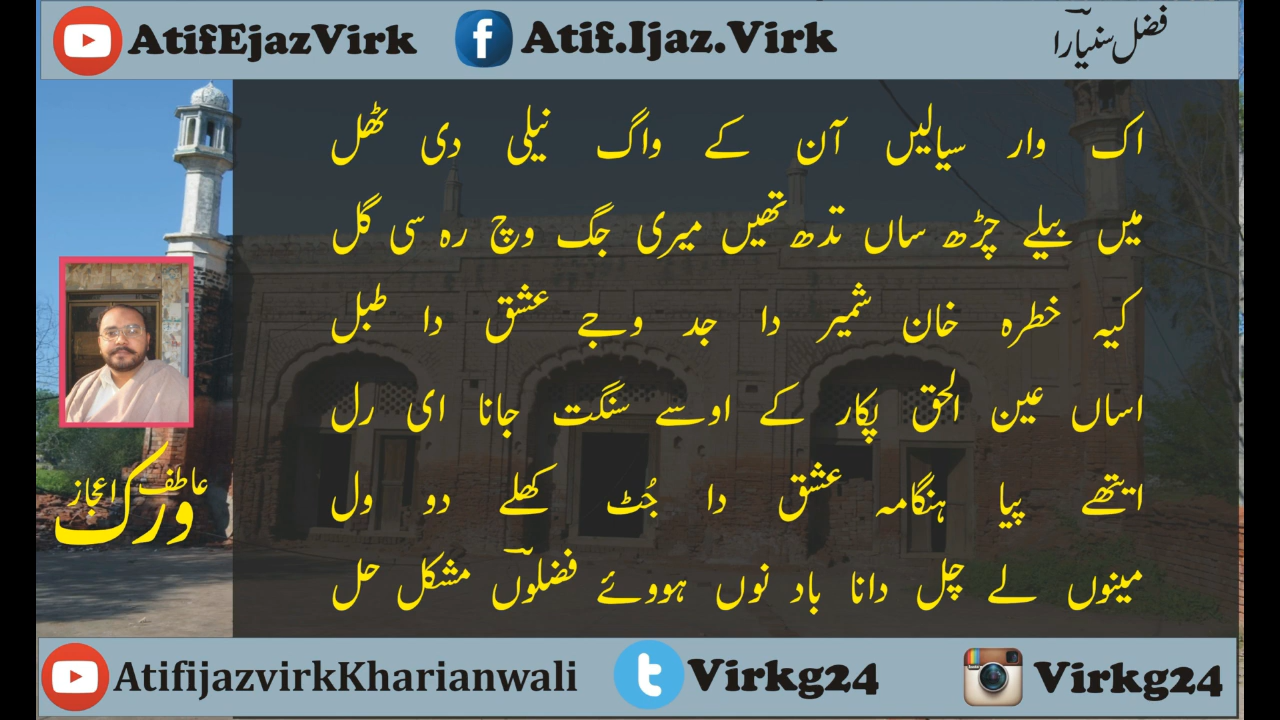 AtifEjazVirk Atif.Ijaz.Virk فضل سنیارا
اک وار سیالیں آن کے واگ نیلی دی ٹھل
میں بیلے چڑھ ساں تدھ تھیں میری جگ وچ رہ سی گل
کیہ خطرہ خان شمیر دا جد وجے عشق دا طبل
اساں عین الحق پکار کے اوسے سنگت جانا ای رل
ایتھے پیا ہنگامہ عشق دا جُٹ کھلے دو ول
مینوں لے چل دانا باد نوں ہووئے فضلوں مشکل حل
عاطف اعجاز
ورک
AtifijazvirkKharianwali Virkg24 Virkg24